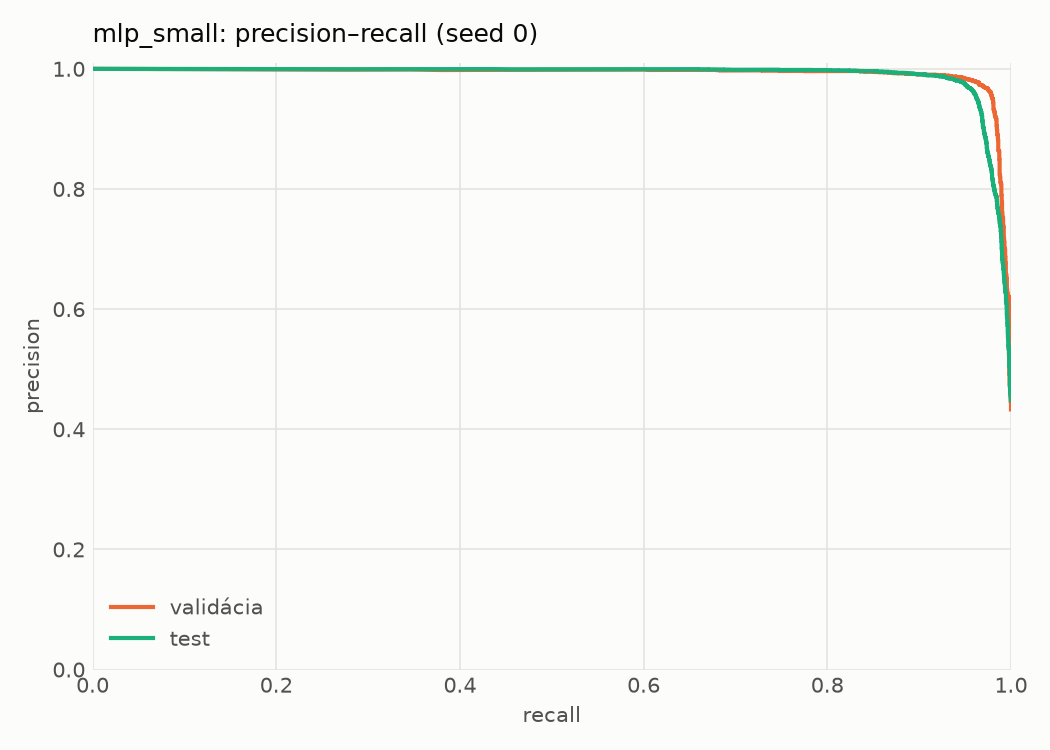 mlp_small: precision–recall (seed 0)
1.0
0.8
0.6
0.4
0.2
0.0
precision
validácia
test
0.0 0.2 0.4 0.6 0.8 1.0
recall